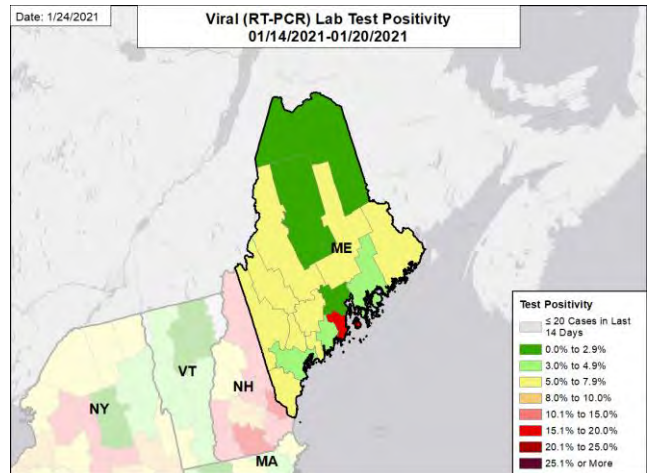 Date: 1/24/2021
Viral (RT-PCR) Lab Test Positivity
01/14/2021-01/20/2021
ME
VT
NH
NY
MA
Test Positivity
≤ 20 Cases in Last
14 Days
0.0% to 2.9%
3.0% to 4.9%
5.0% to 7.9%
8.0% to 10.0%
10.1% to 15.0%
15.1% to 20.0%
20.1% to 25.0%
25.1% or More